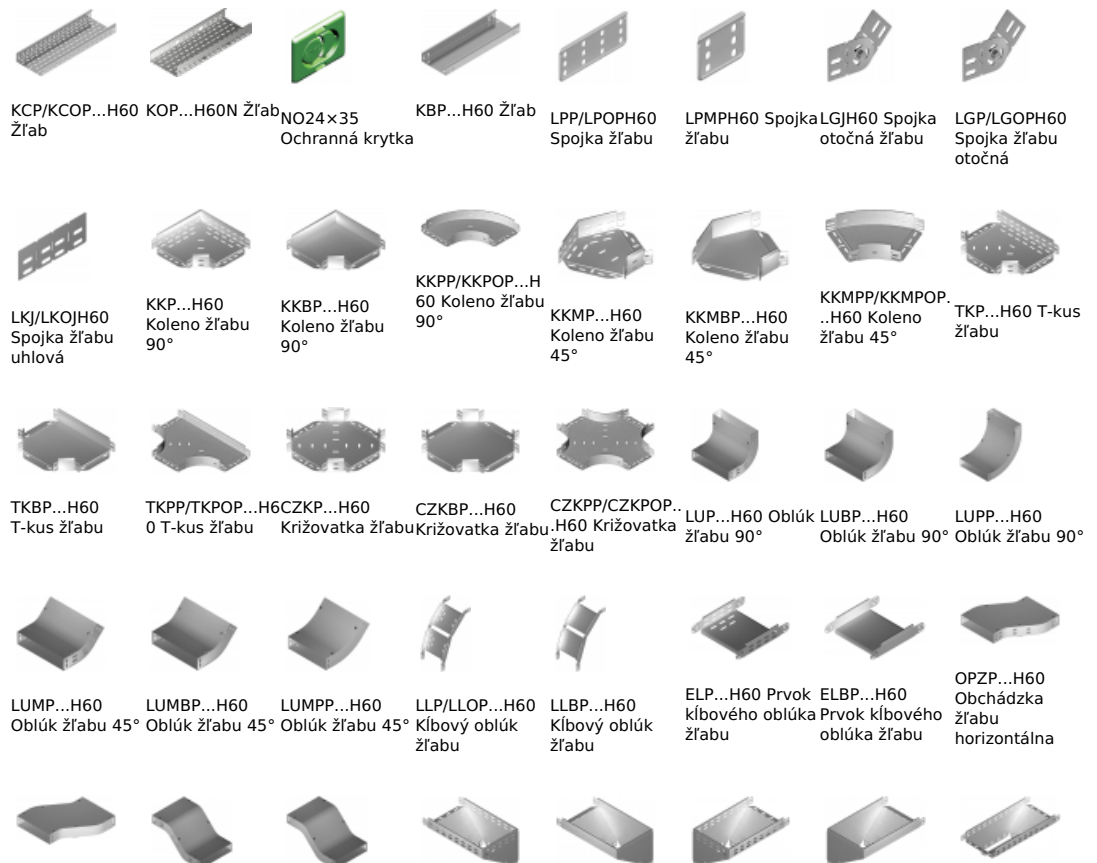 KCP/KCOP...H60
Žľab
KOP...H60N Žľab
NO24×35
Ochranná krytka
KBP...H60 Žľab
LPP/LPOPH60
Spojka žľabu
LPMPH60 Spojka
žľabu
LGJH60 Spojka
otočná žľabu
LGP/LGOPH60
Spojka žľabu
otočná
LKJ/LKOJH60
Spojka žľabu
uhlová
KKP...H60
Koleno žľabu
90°
KKBP...H60
Koleno žľabu
90°
KKPP/KKPOP...H
60 Koleno žľabu
90°
KKMP...H60
Koleno žľabu
45°
KKMBP...H60
Koleno žľabu
45°
KKMPP/KKMPOP.
..H60 Koleno
žľabu 45°
TKP...H60 T-kus
žľabu
TKBP...H60
T-kus žľabu
TKPP/TKPOP...H6
0 T-kus žľabu
CZKP...H60
Križovatka žľabu
CZKBP...H60
Križovatka žľabu
CZKPP/CZKPOP..
.H60 Križovatka
žľabu
LUP...H60 Oblúk
žľabu 90°
LUBP...H60
Oblúk žľabu 90°
LUPP...H60
Oblúk žľabu 90°
LUMP...H60
Oblúk žľabu 45°
LUMBP...H60
Oblúk žľabu 45°
LUMPP...H60
Oblúk žľabu 45°
LLP/LLOP...H60
Kĺbový oblúk
žľabu
LLBP...H60
Kĺbový oblúk
žľabu
ELP...H60 Prvok
kĺbového oblúka
žľabu
ELBP...H60
Prvok kĺbového
oblúka žľabu
OPZP...H60
Obchádzka
žľabu
horizontálna